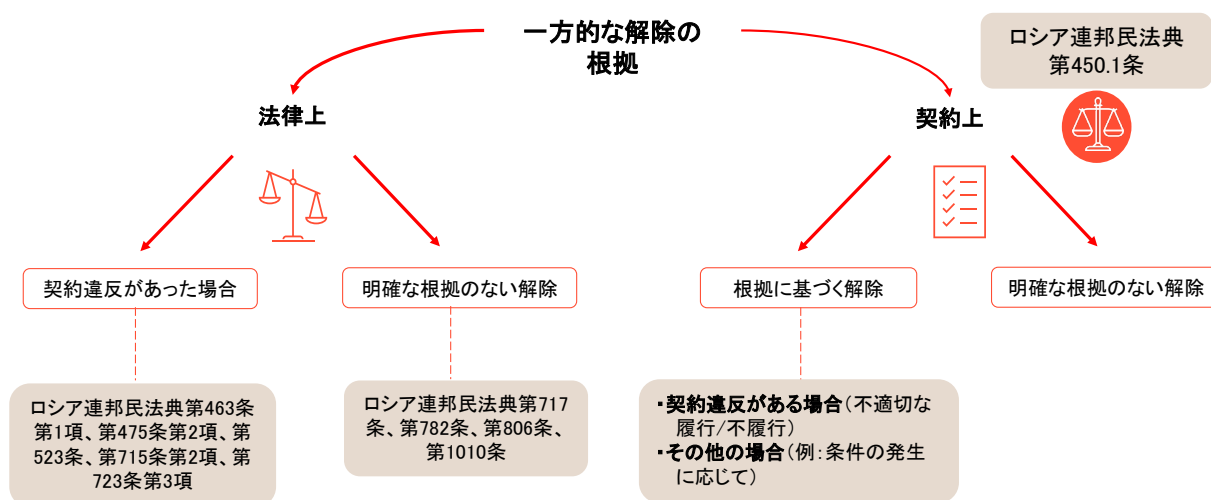 一方的な解除の
根拠
ロシア連邦民法典
第450.1条
法律上
契約上
契約違反があった場合
明確な根拠のない解除
根拠に基づく解除
明確な根拠のない解除
ロシア連邦民法典第463条
第1項、第475条第2項、第
523条、第715条第2項、第
723条第3項
ロシア連邦民法典第717
条、第782条、第806条、
第1010条
・契約違反がある場合(不適切な
履行/不履行)
・その他の場合(例:条件の発生
に応じて)